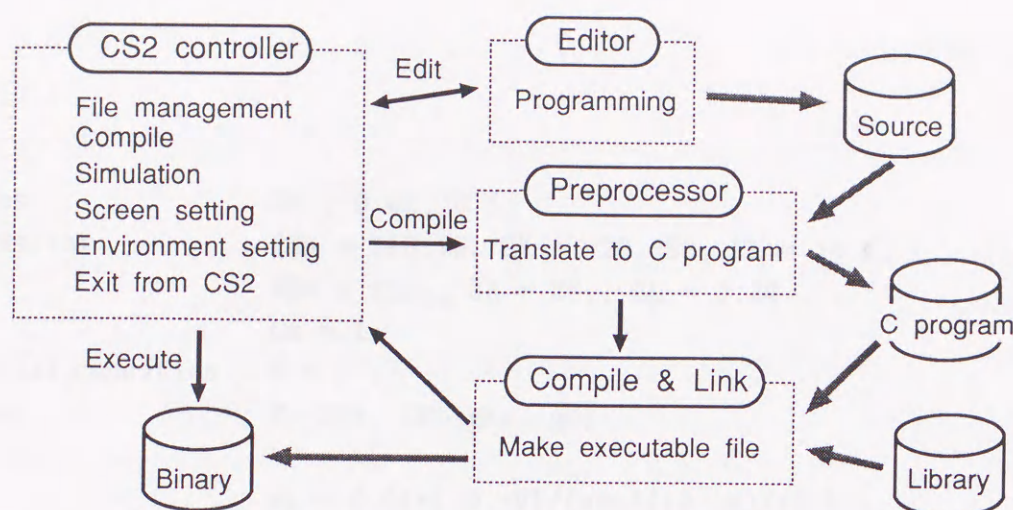 CS2 controller
File management
Compile
Simulation
Screen setting
Environment setting
Exit from CS2
Edit
Editor
Programming
Source
Compile
Preprocessor
Translate to C program
C program
Execute
Compile & Link
Make executable file
Binary
Library